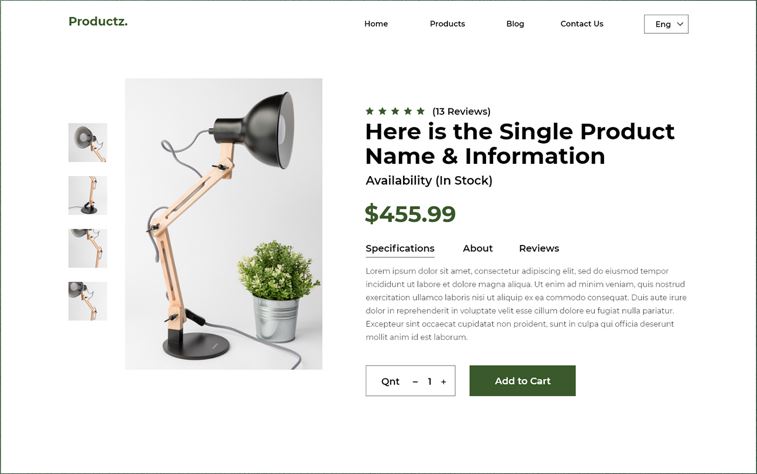 Productz.
Home Products Blog Contact Us Eng
(13 Reviews)
Here is the Single Product
Name & Information
Availability (In Stock)
$455.99
Specifications About Reviews
Lorem ipsum dolor sit amet, consectetur adipiscing elit, sed do eiusmod tempor
incididunt ut labore et dolore magna aliqua. Ut enim ad minim veniam, quis nostrud
exercitation ullamco laboris nisi ut aliquip ex ea commodo consequat. Duis aute irure
dolor in reprehenderit in voluptate velit esse cillum dolore eu fugiat nulla pariatur.
Excepteur sint occaecat cupidatat non proident, sunt in culpa qui officia deserunt
mollit anim id est laborum.
Qnt − 1 + Add to Cart